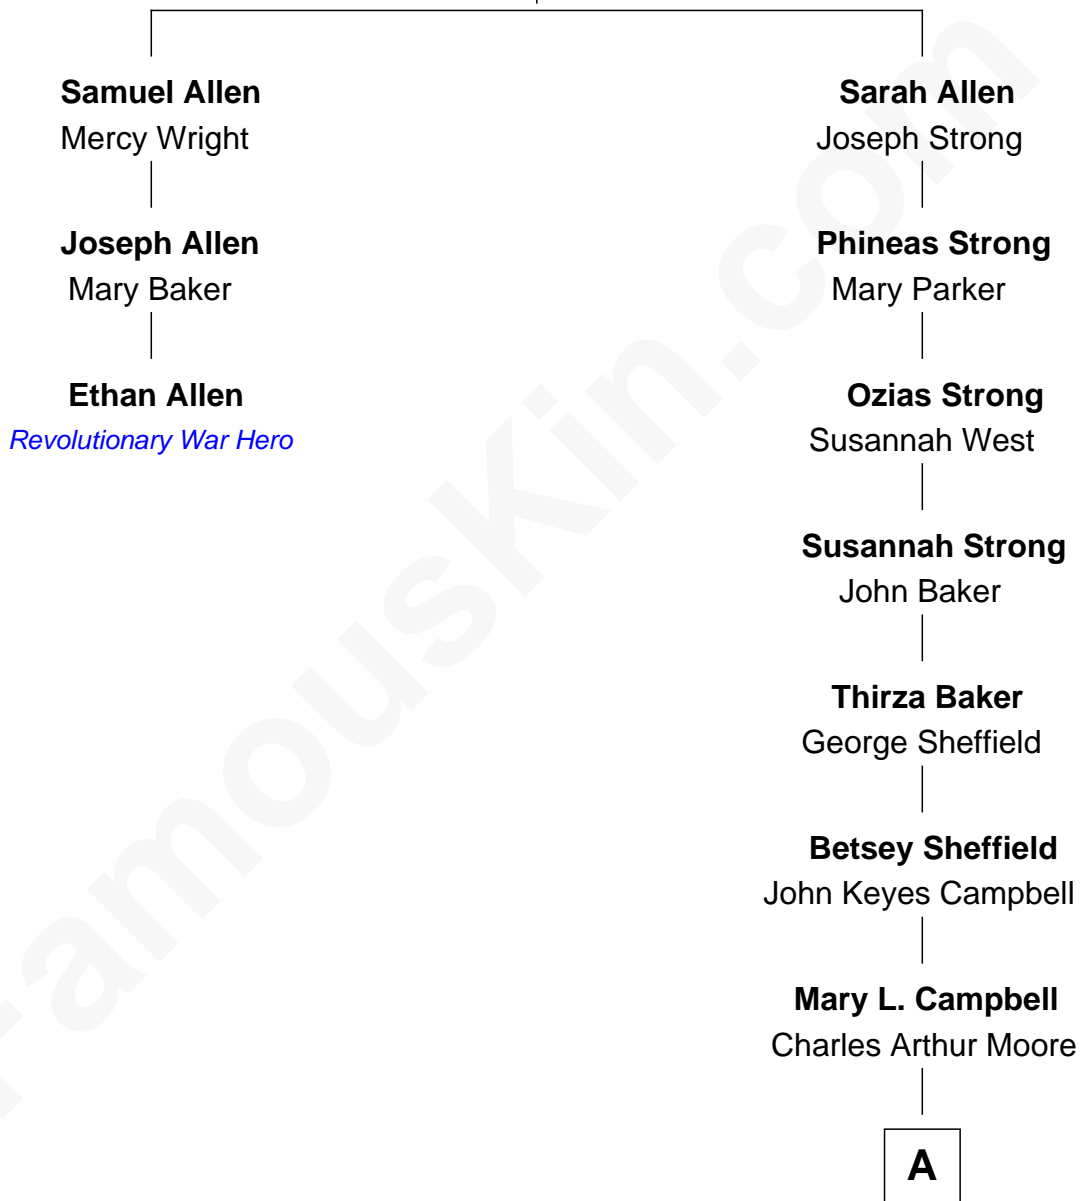 Samuel Allen
Mercy Wright
Joseph Allen
Mary Baker
Ethan Allen
Revolutionary War Hero
Sarah Allen
Joseph Strong
Phineas Strong
Mary Parker
Ozias Strong
Susannah West
Susannah Strong
John Baker
Thirza Baker
George Sheffield
Betsey Sheffield
John Keyes Campbell
Mary L. Campbell
Charles Arthur Moore
A
FamousKin.com